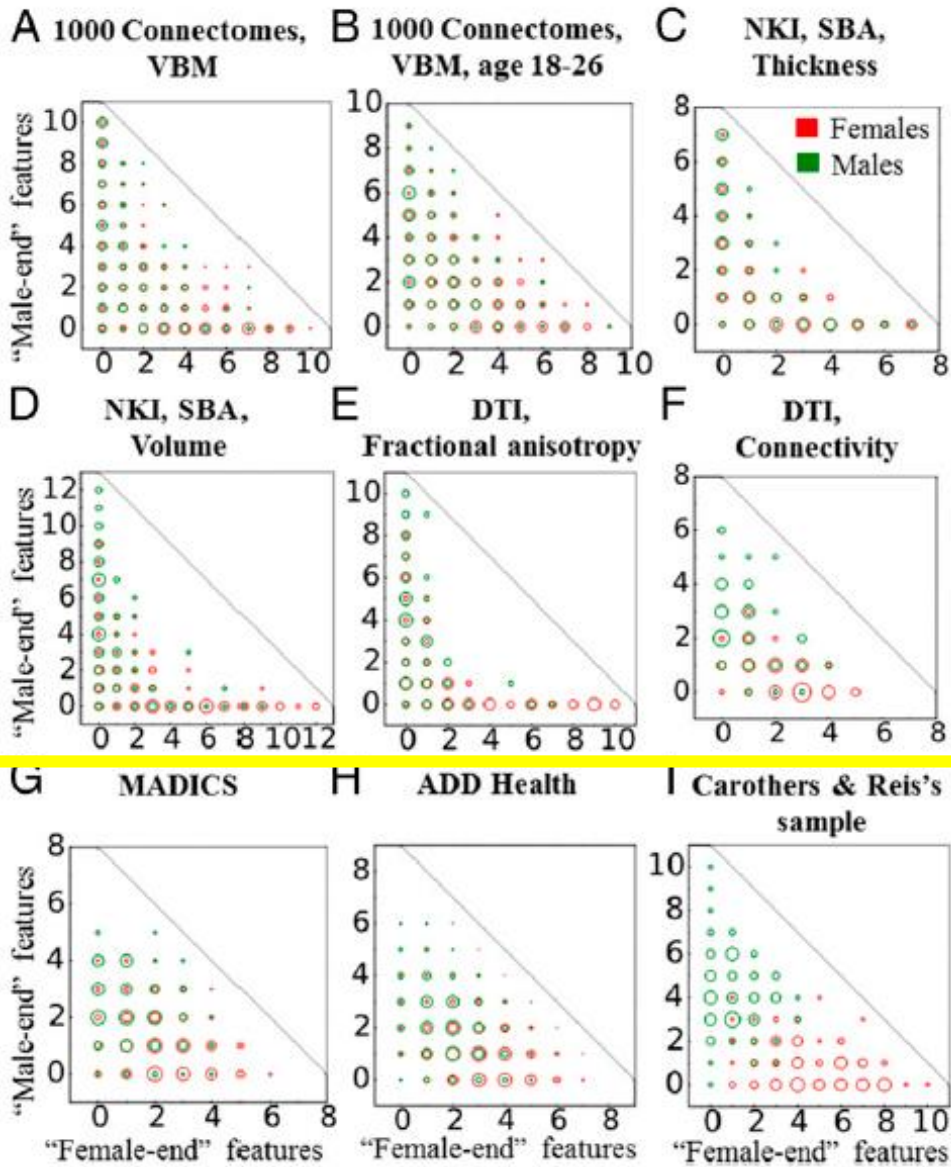 A 1000 Connectomes,
VBM
B 1000 Connectomes,
VBM, age 18-26
C NKI, SBA,
Thickness
"Male-end" features
10
8
6
4
2
0
0 2 4 6 8 10
10
8
6
4
2
0
0 2 4 6 8 10
8
6
4
2
0
0 2 4 6 8
Females
Males
D NKI, SBA,
Volume
E DTI,
Fractional anisotropy
F DTI,
Connectivity
"Male-end" features
12
10
8
6
4
2
0
0 2 4 6 8 10 12
10
8
6
4
2
0
0 2 4 6 8 10
8
6
4
2
0
0 2 4 6 8
G MADICS
H ADD Health
I Carothers & Reis's
sample
"Male-end" features
8
6
4
2
0
0 2 4 6 8
8
6
4
2
0
0 2 4 6 8
10
8
6
4
2
0
0 2 4 6 8 10
"Female-end" features
"Female-end" features
"Female-end" features